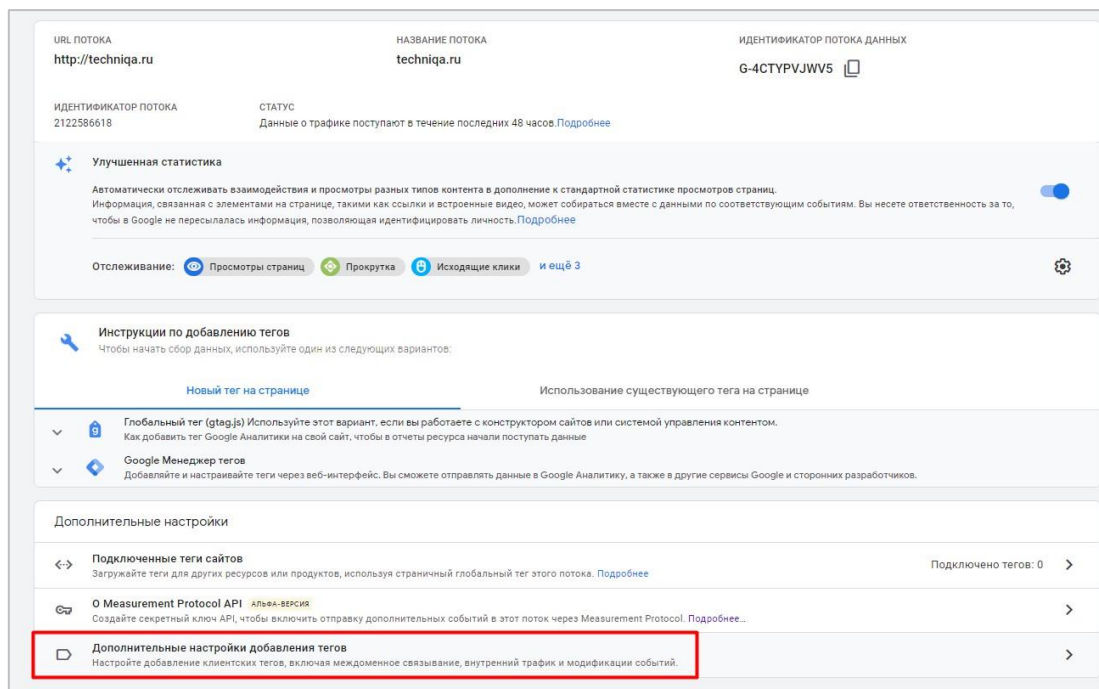 URL ПОТОКА
http://techniqa.ru
НАЗВАНИЕ ПОТОКА
techniqa.ru
ИДЕНТИФИКАТОР ПОТОКА ДАННЫХ
G-4CTYPVJWV5
ИДЕНТИФИКАТОР ПОТОКА
2122586618
СТАТУС
Данные о трафике поступают в течение последних 48 часов.Подробнее
Улучшенная статистика
Автоматически отслеживать взаимодействия и просмотры разных типов контента в дополнение к стандартной статистике просмотров страниц.
Информация, связанная с элементами на странице, такими как ссылки и встроенные видео, может собираться вместе с данными по соответствующим событиям. Вы несете ответственность за то,
чтобы в Google не пересылалась информация, позволяющая идентифицировать личность.Подробнее
Отслеживание: Просмотры страниц Прокрутка Исходящие клики и ещё 3
Инструкции по добавлению тегов
Чтобы начать сбор данных, используйте один из следующих вариантов:
Новый тег на странице
Использование существующего тега на странице
g
Глобальный тег (gtag.js) Используйте этот вариант, если вы работаете с конструктором сайтов или системой управления контентом.
Как добавить тег Google Аналитики на свой сайт, чтобы в отчеты ресурса начали поступать данные
Google Менеджер тегов
Добавляйте и настраивайте теги через веб-интерфейс. Вы сможете отправлять данные в Google Аналитику, а также в другие сервисы Google и сторонних разработчиков.
Дополнительные настройки
Подключенные теги сайтов
Загружайте теги для других ресурсов или продуктов, используя страничный глобальный тег этого потока. Подробнее
Подключено тегов: 0
О Measurement Protocol API АЛЬФА-ВЕРСИЯ
Создайте секретный ключ API, чтобы включить отправку дополнительных событий в этот поток через Measurement Protocol. Подробнее…
Дополнительные настройки добавления тегов
Настройте добавление клиентских тегов, включая междоменное связывание, внутренний трафик и модификации событий.